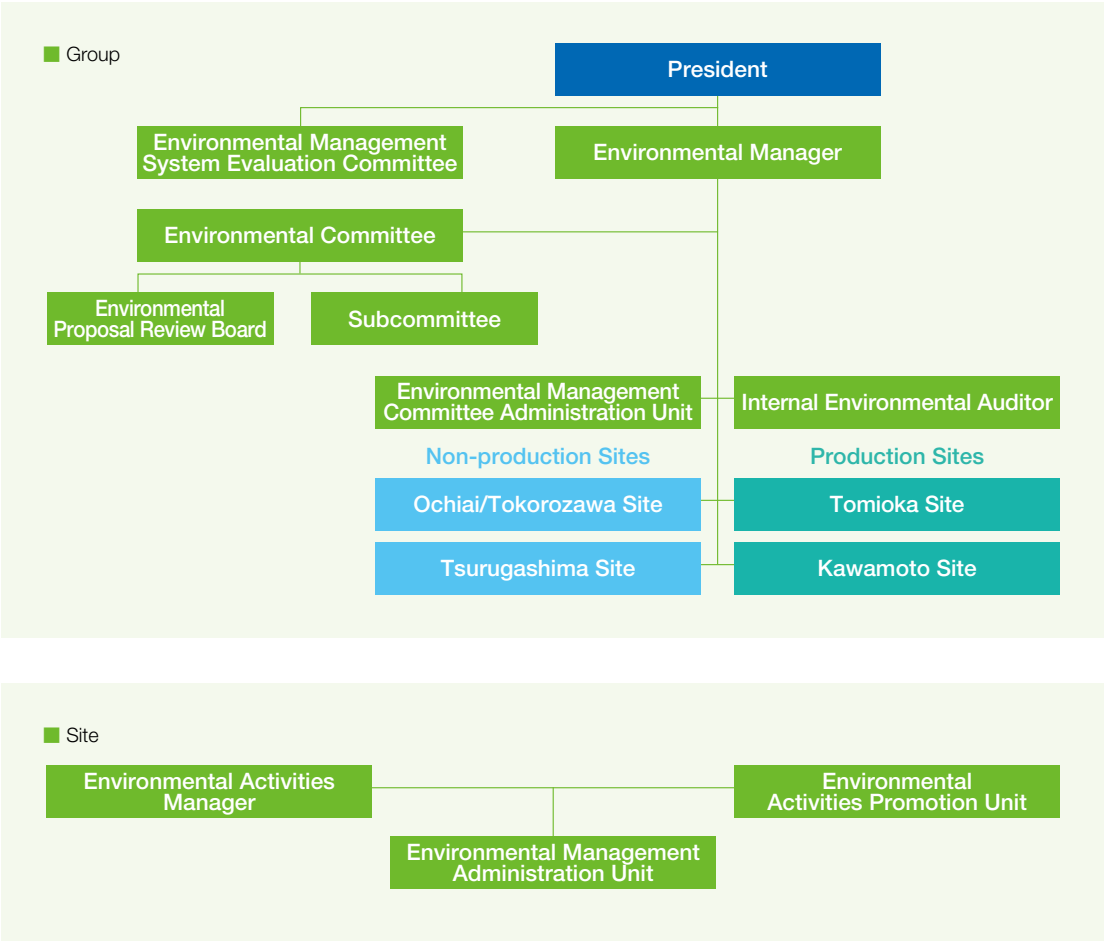 Group
President
Environmental Management
System Evaluation Committee
Environmental Manager
Environmental Committee
Environmental
Proposal Review Board
Subcommittee
Environmental Management
Committee Administration Unit
Internal Environmental Auditor
Non-production Sites
Production Sites
Ochiai/Tokorozawa Site
Tomioka Site
Tsurugashima Site
Kawamoto Site
Site
Environmental Activities
Manager
Environmental
Activities Promotion Unit
Environmental Management
Administration Unit